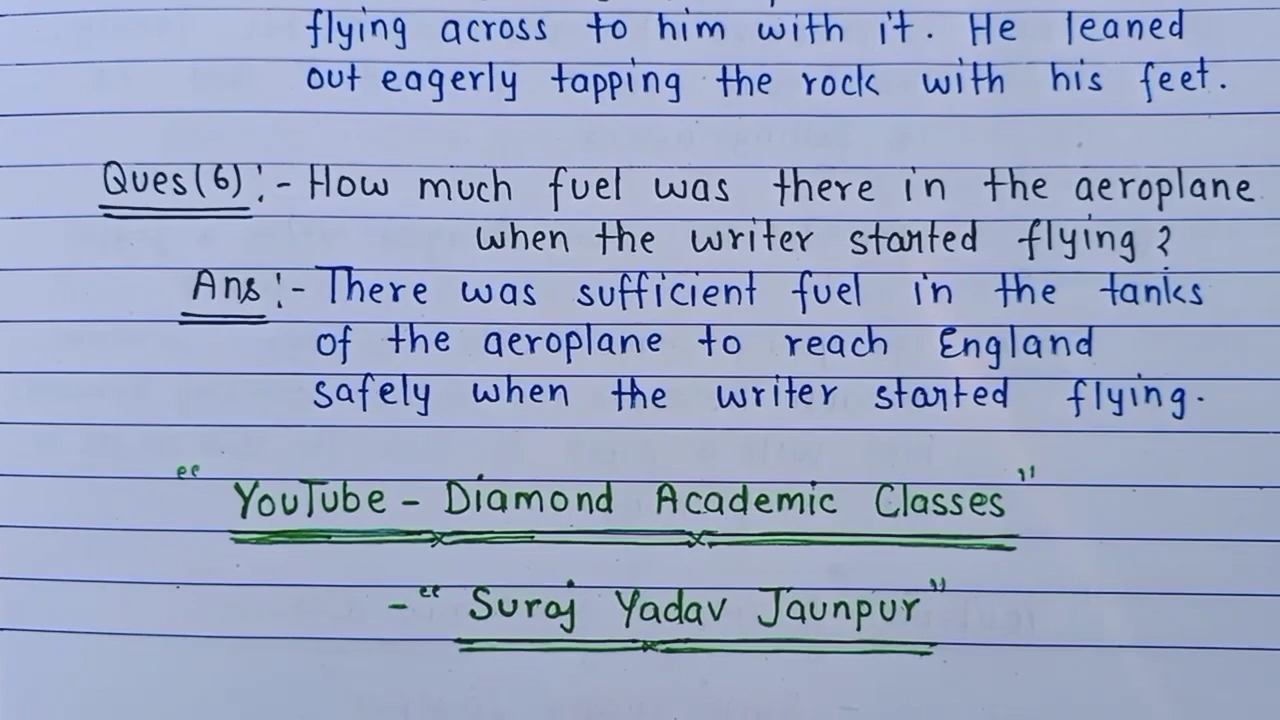 flying across to him with it. He leaned
out eagerly tapping the rock with his feet.
Ques(6):- How much fuel was there in the aeroplane
when the writer started flying?
Ans:- There was sufficient fuel in the tanks
of the aeroplane to reach England
safely when the writer started flying.
"YouTube - Diamond Academic Classes"
-"Suraj Yadav Jaunpur"